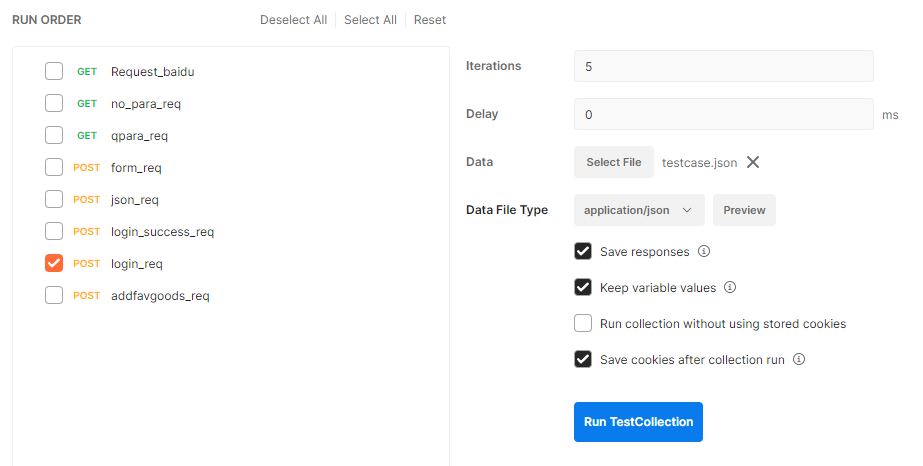 RUN ORDER
Deselect All
Select All
Reset
GET Request_baidu
GET no_para_req
GET qpara_req
POST form_req
POST json_req
POST login_success_req
POST login_req
POST addfavgoods_req
Iterations
5
Delay
0
ms
Data
Select File
testcase.json
Data File Type
application/json
Preview
Save responses
Keep variable values
Run collection without using stored cookies
Save cookies after collection run
Run TestCollection